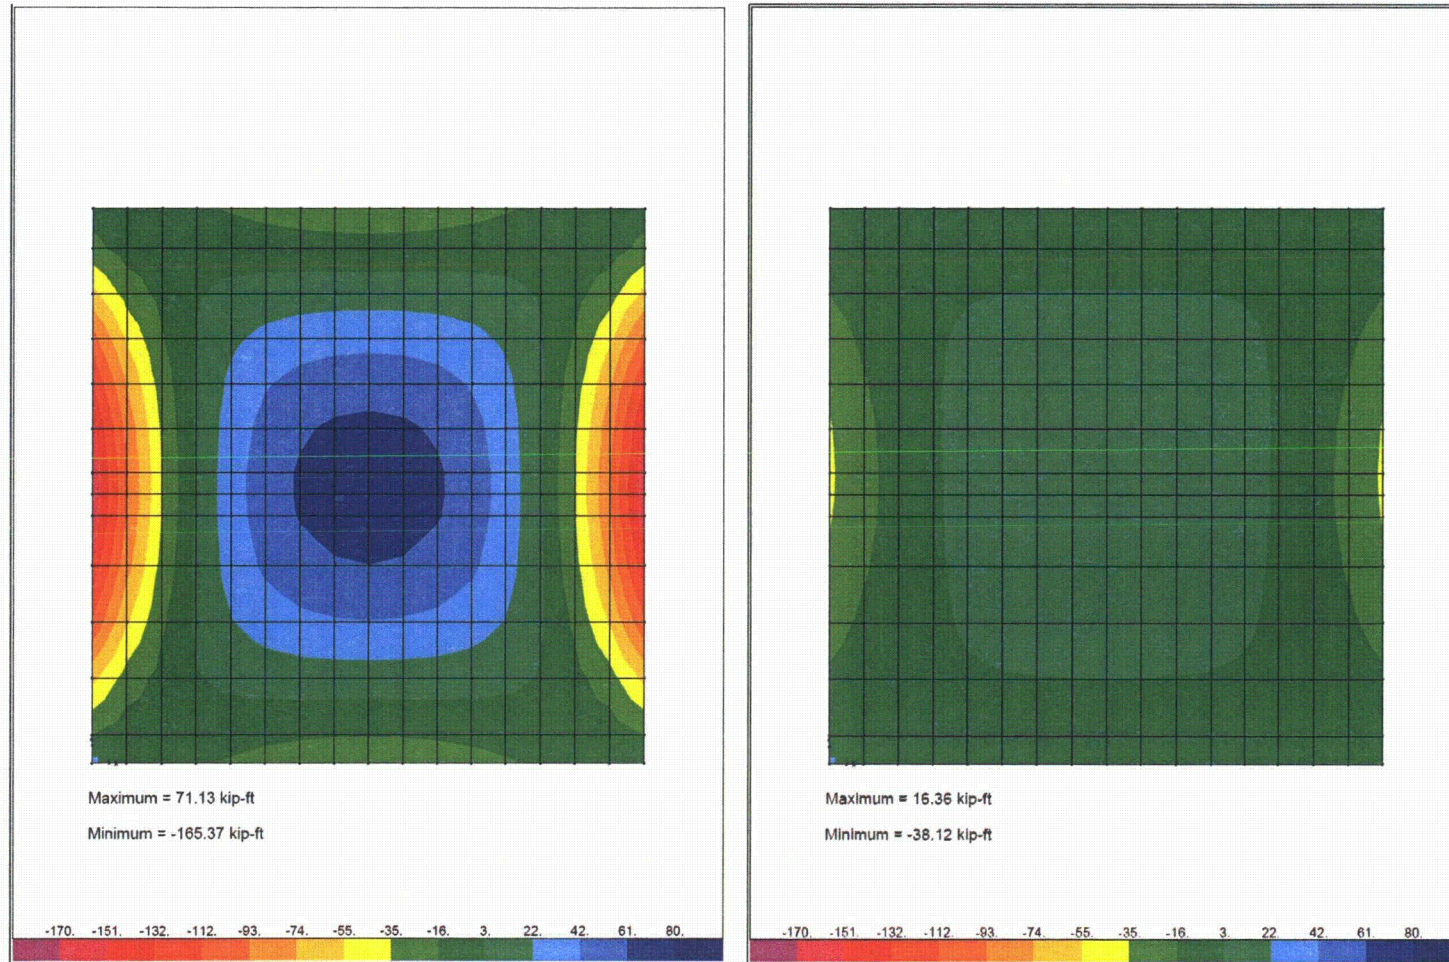 Maximum = 71.13 kip-ft
Minimum = -165.37 kip-ft
-170. -151. -132. -112. -93. -74. -55. -35. -16. 3. 22. 42. 61. 80.
Maximum = 16.36 kip-ft
Minimum = -38.12 kip-ft
-170. -151. -132. -112. -93. -74. -55. -35. -16. 3. 22. 42. 61. 80.